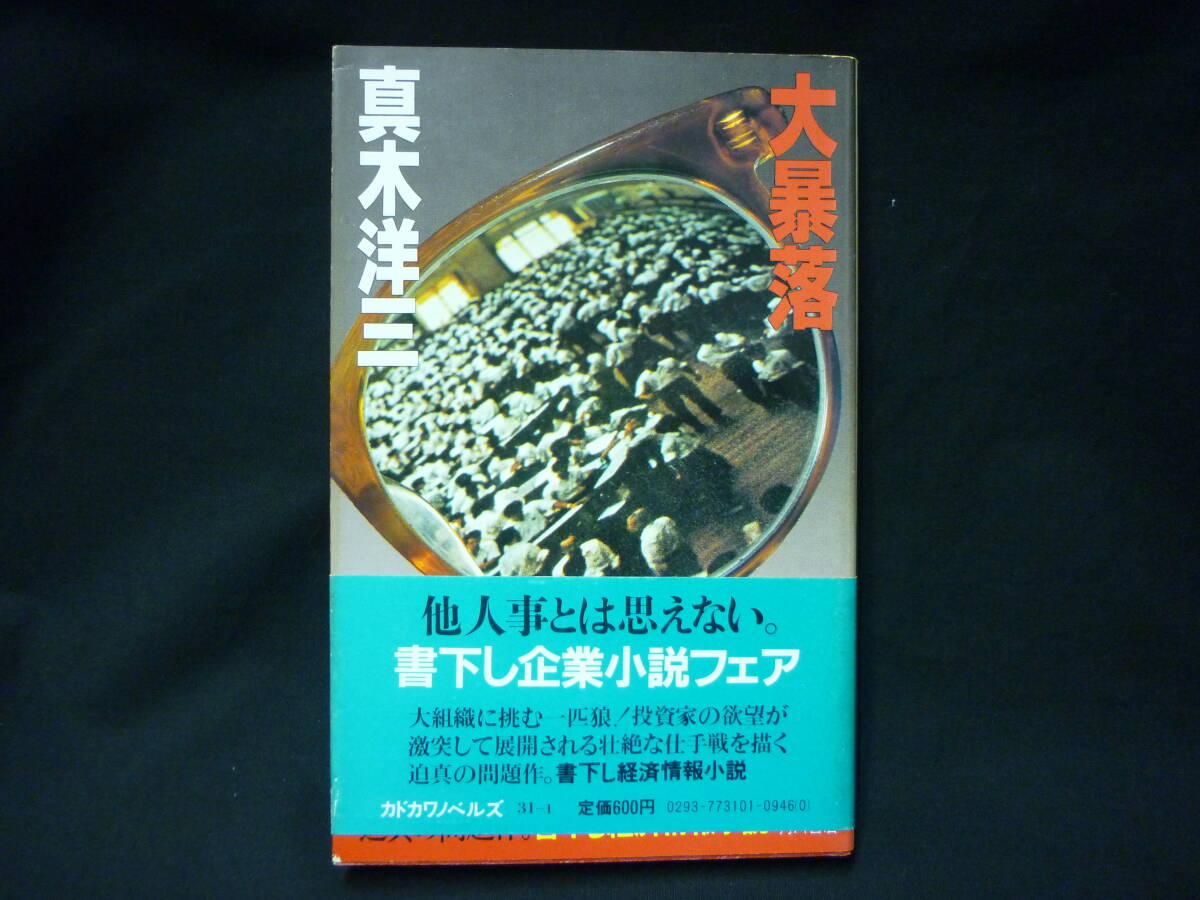 大暴落
真木洋三
他人事とは思えない。
書下し企業小説フェア
大組織に挑む一匹狼！投資家の欲望が
激突して展開される壮絶な仕手戦を描く
迫真の問題作。書下し経済情報小説
カドカワノベルズ 31-1 定価600円 0293-773101-0946(0)